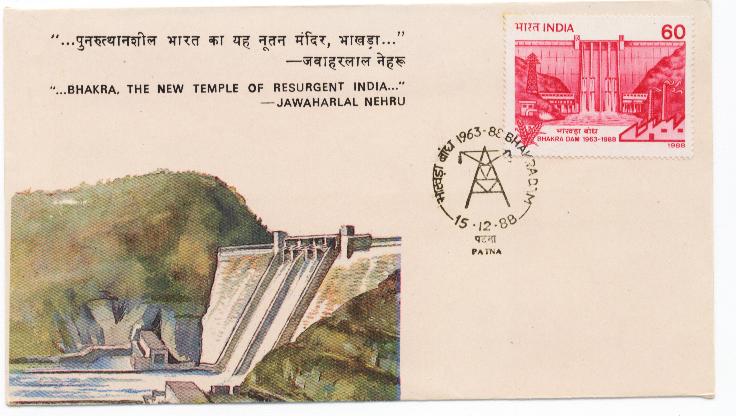 "...पुनरुत्थानशील भारत का यह नूतन मंदिर, भाखड़ा..."
—जवाहरलाल नेहरू
"...BHAKRA, THE NEW TEMPLE OF RESURGENT INDIA..."
—JAWAHARLAL NEHRU
भारत INDIA 60
भाखड़ा बाँध
BHAKRA DAM 1963-1988
1988
भाखड़ा बाँध 1963-88 BHAKRA DAM
15·12·88
पटना
PATNA